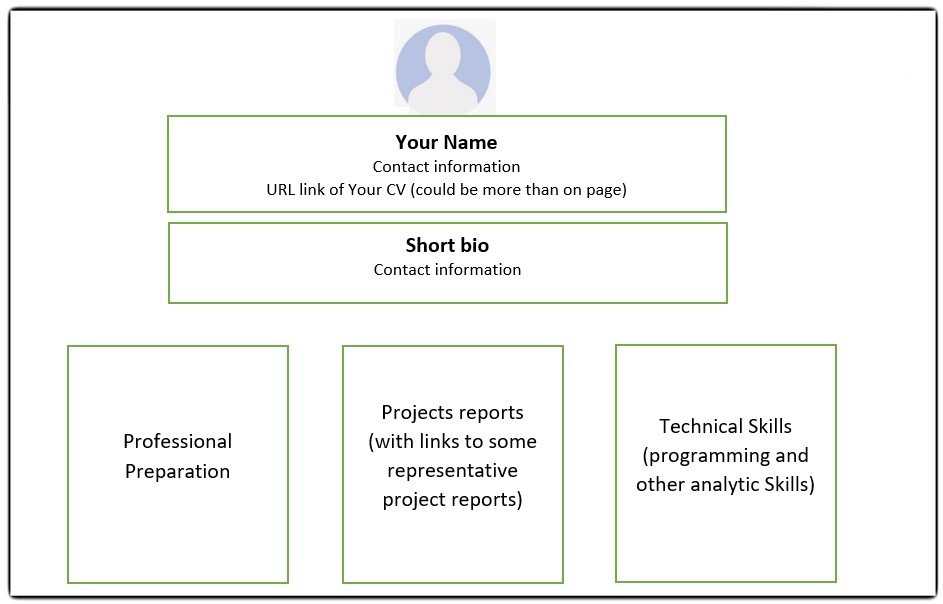 Your Name
Contact information
URL link of Your CV (could be more than on page)
Short bio
Contact information
Professional
Preparation
Projects reports
(with links to some
representative
project reports)
Technical Skills
(programming and
other analytic Skills)